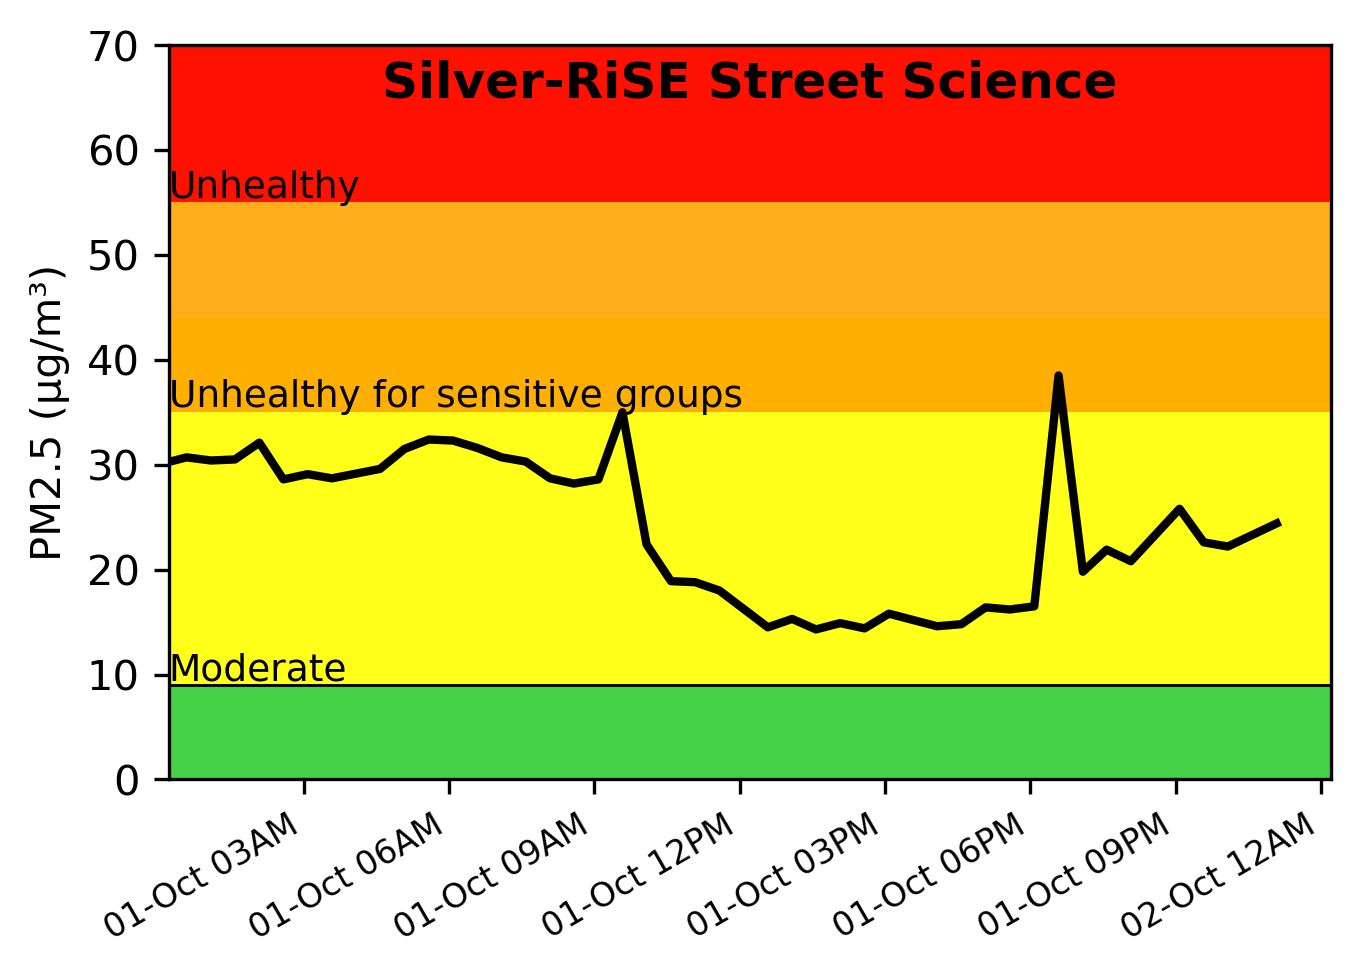 Silver-RiSE Street Science
PM2.5 (µg/m³)
70
60
50
40
30
20
10
0
Unhealthy
Unhealthy for sensitive groups
Moderate
01-Oct 03AM
01-Oct 06AM
01-Oct 09AM
01-Oct 12PM
01-Oct 03PM
01-Oct 06PM
01-Oct 09PM
02-Oct 12AM